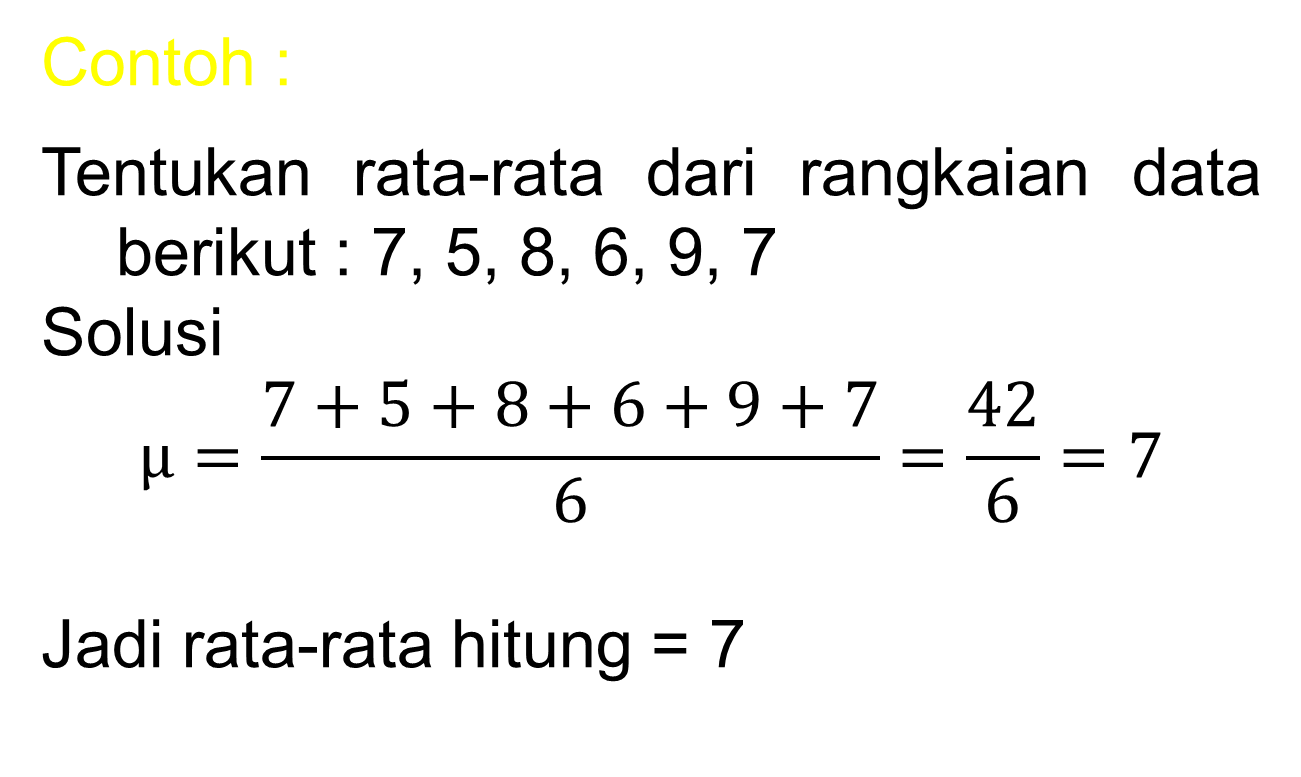 Contoh :
Tentukan rata-rata dari rangkaian data
berikut : 7, 5, 8, 6, 9, 7
Solusi
μ = (7 + 5 + 8 + 6 + 9 + 7)/6 = 42/6 = 7
Jadi rata-rata hitung = 7